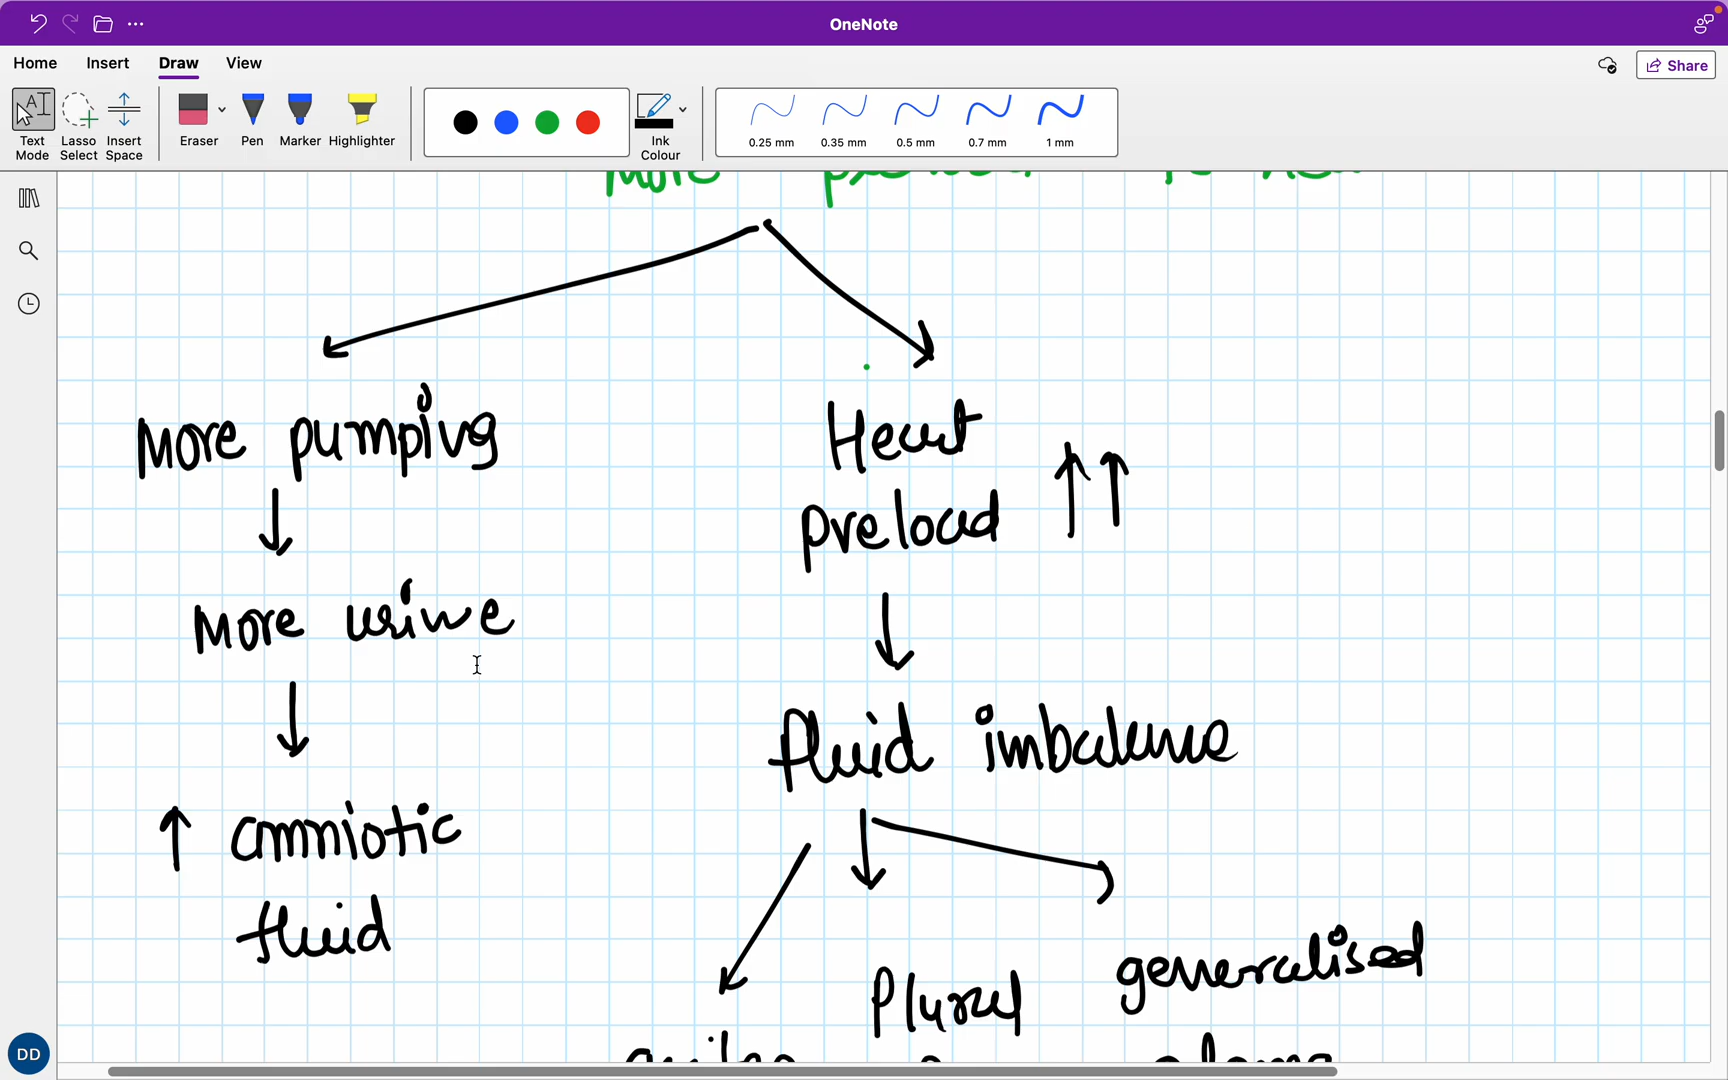 OneNote
Home Insert Draw View
Share
Text Mode
Lasso Select
Insert Space
Eraser
Pen
Marker
Highlighter
Ink Colour
0.25 mm
0.35 mm
0.5 mm
0.7 mm
1 mm
More
More pumping
↓
More urine
↓
↑ amniotic
fluid
Heart
preload ↑↑
↓
fluid imbalance
Plural
generalised
DD